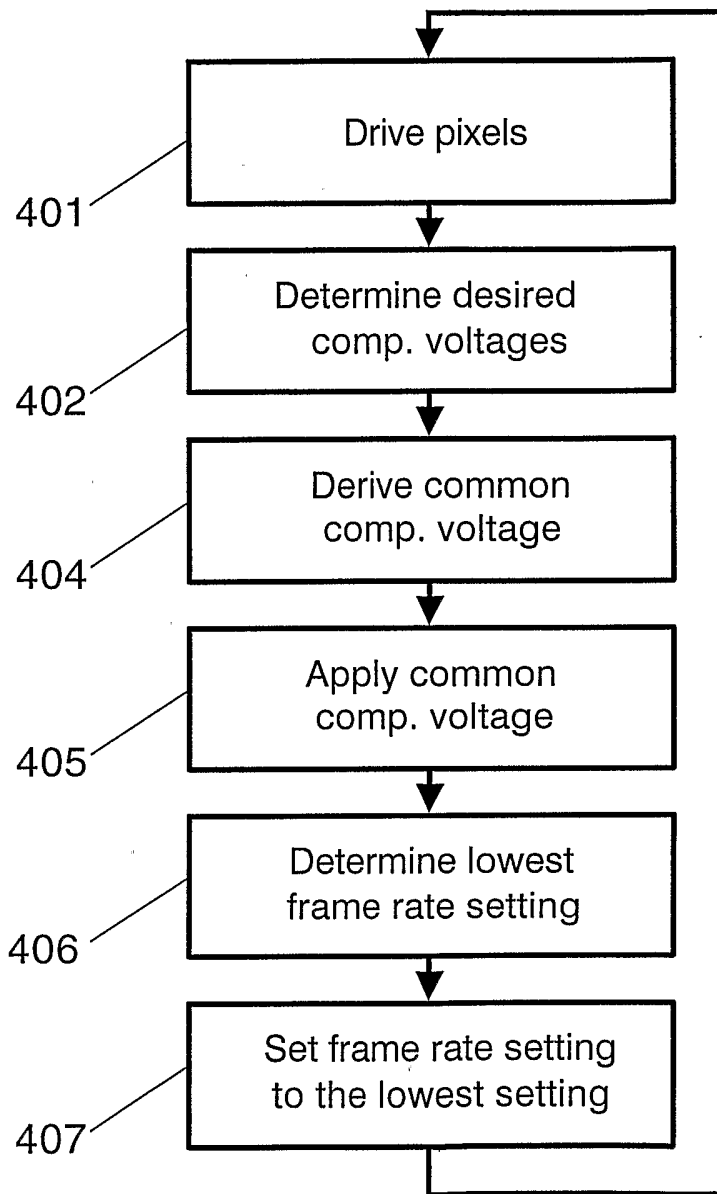 Drive pixels
401
Determine desired
comp. voltages
402
Derive common
comp. voltage
404
Apply common
comp. voltage
405
Determine lowest
frame rate setting
406
Set frame rate setting
to the lowest setting
407